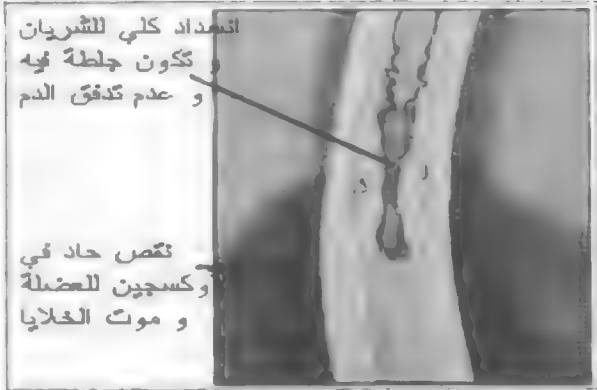 انسداد كلي للشريان
و تكون جلطة فيه
و عدم تدفق الدم
نقص حاد في
وكسجين للعضلة
و موت الخلايا